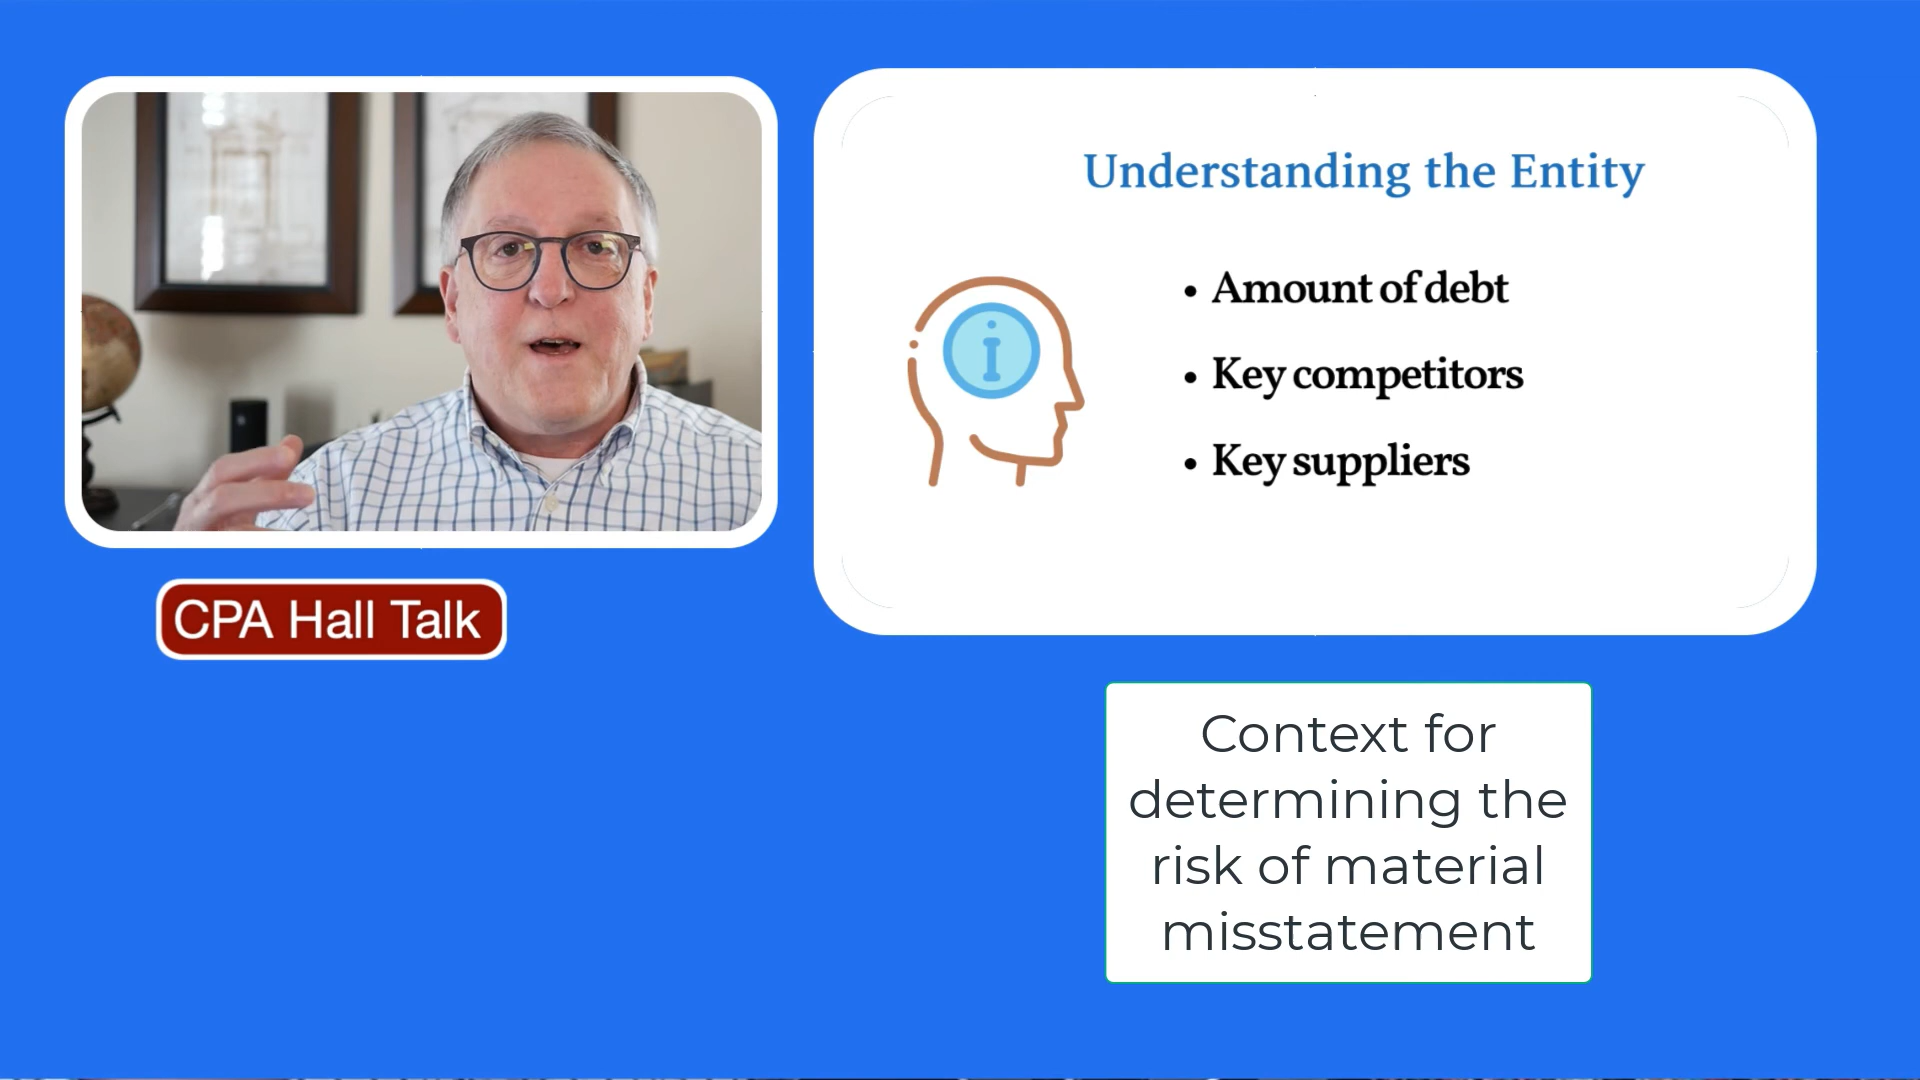 CPA Hall Talk
Understanding the Entity
• Amount of debt
• Key competitors
• Key suppliers
Context for
determining the
risk of material
misstatement